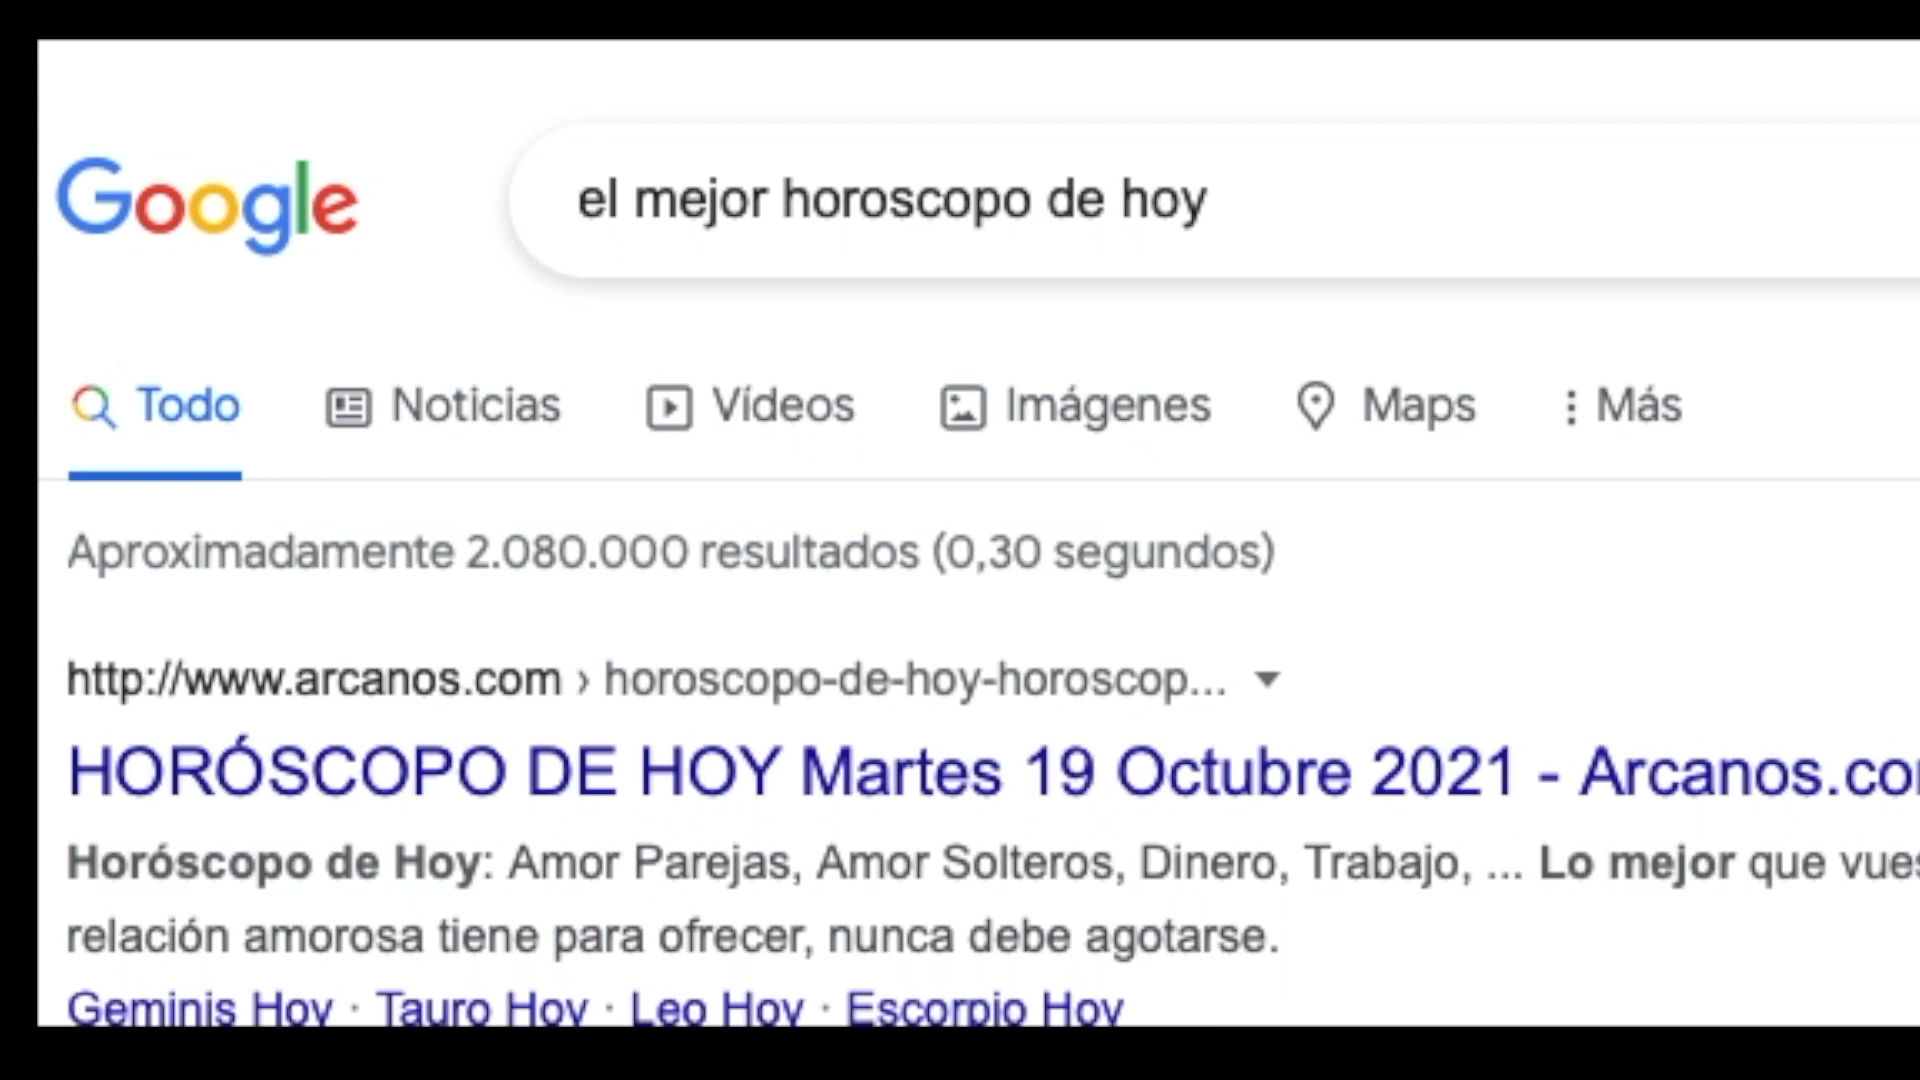 Google
el mejor horoscopo de hoy
Todo Noticias Vídeos Imágenes Maps Más
Aproximadamente 2.080.000 resultados (0,30 segundos)
http://www.arcanos.com › horoscopo-de-hoy-horoscop...
HORÓSCOPO DE HOY Martes 19 Octubre 2021 - Arcanos.co
Horóscopo de Hoy: Amor Parejas, Amor Solteros, Dinero, Trabajo, ... Lo mejor que vues
relación amorosa tiene para ofrecer, nunca debe agotarse.
Geminis Hoy · Tauro Hoy · Leo Hoy · Escorpio Hoy